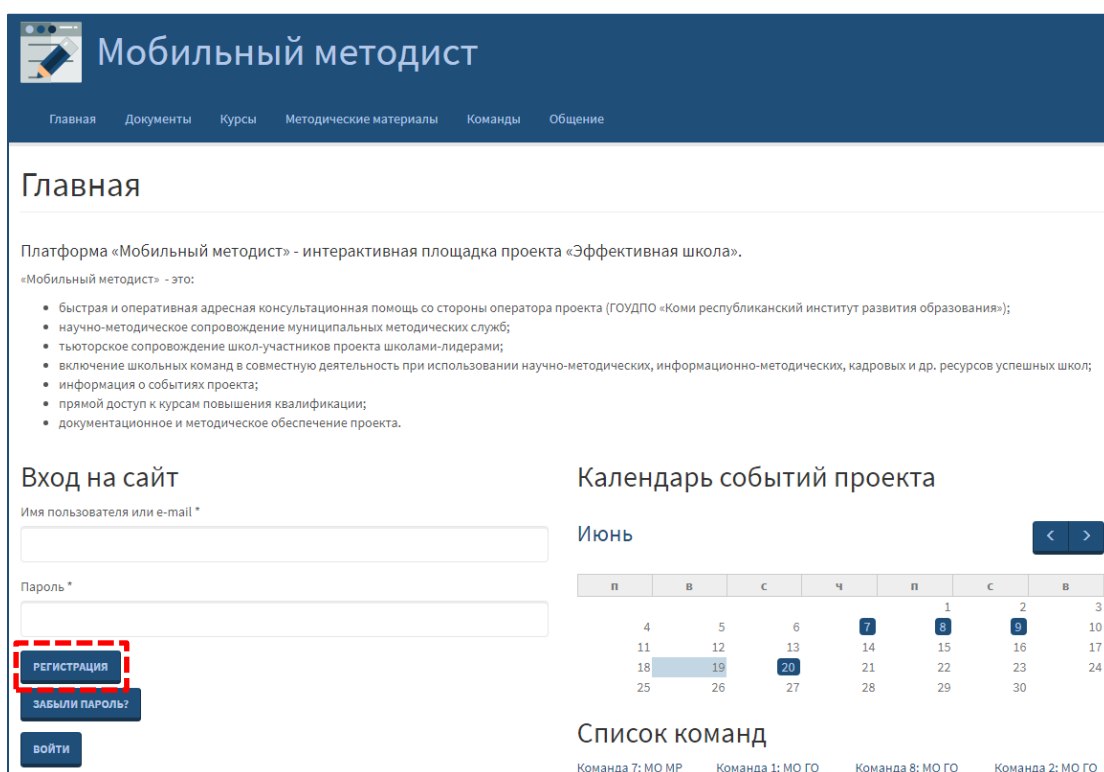 Мобильный методист
Главная Документы Курсы Методические материалы Команды Общение
Главная
Платформа «Мобильный методист» - интерактивная площадка проекта «Эффективная школа».
«Мобильный методист» - это:
быстрая и оперативная адресная консультационная помощь со стороны оператора проекта (ГОУДПО «Коми республиканский институт развития образования»);
научно-методическое сопровождение муниципальных методических служб;
тьюторское сопровождение школ-участников проекта школами-лидерами;
включение школьных команд в совместную деятельность при использовании научно-методических, информационно-методических, кадровых и др. ресурсов успешных школ;
информация о событиях проекта;
прямой доступ к курсам повышения квалификации;
документационное и методическое обеспечение проекта.
Вход на сайт
Имя пользователя или e-mail *
Пароль *
РЕГИСТРАЦИЯ
ЗАБЫЛИ ПАРОЛЬ?
ВОЙТИ
Календарь событий проекта
Июнь
п в с ч п с в
1 2 3
4 5 6 7 8 9 10
11 12 13 14 15 16 17
18 19 20 21 22 23 24
25 26 27 28 29 30
Список команд
Команда 7: МО МР Команда 1: МО ГО Команда 8: МО ГО Команда 2: МО ГО